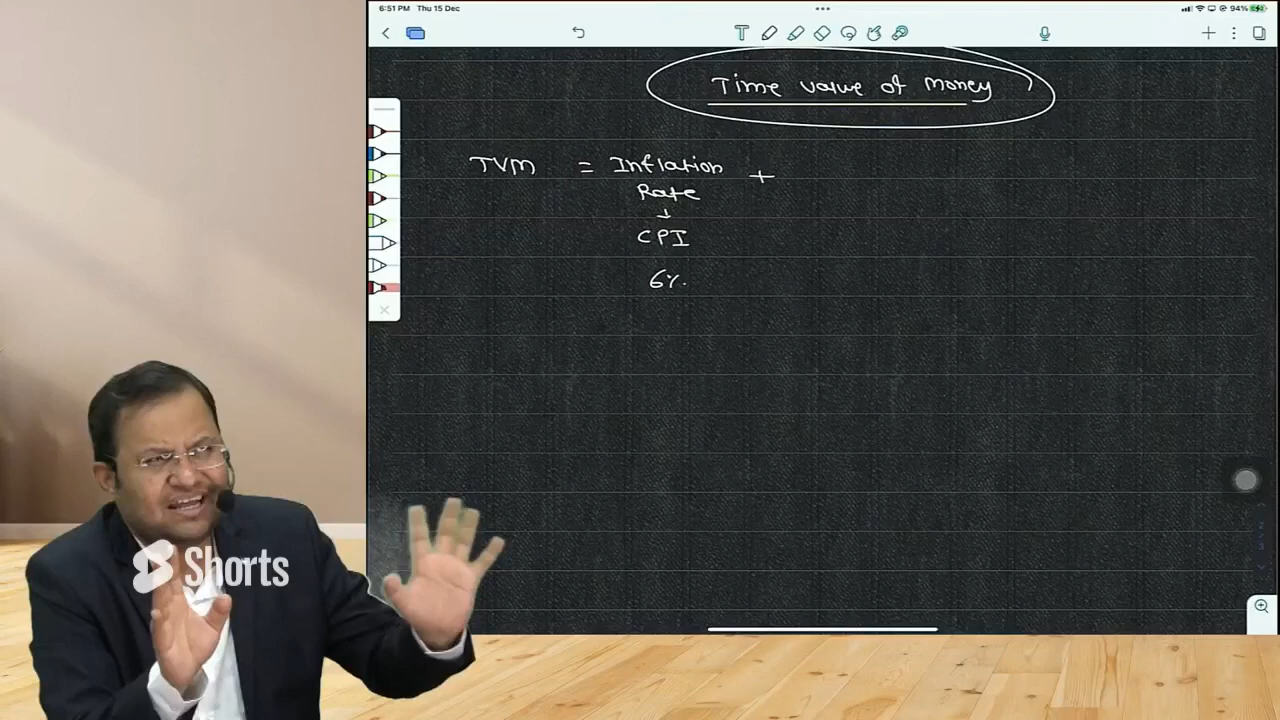 6:51 PM Thu 15 Dec
94%
T
Time value of money
TVM = Inflation +
Rate
↓
CPI
6%.
Shorts